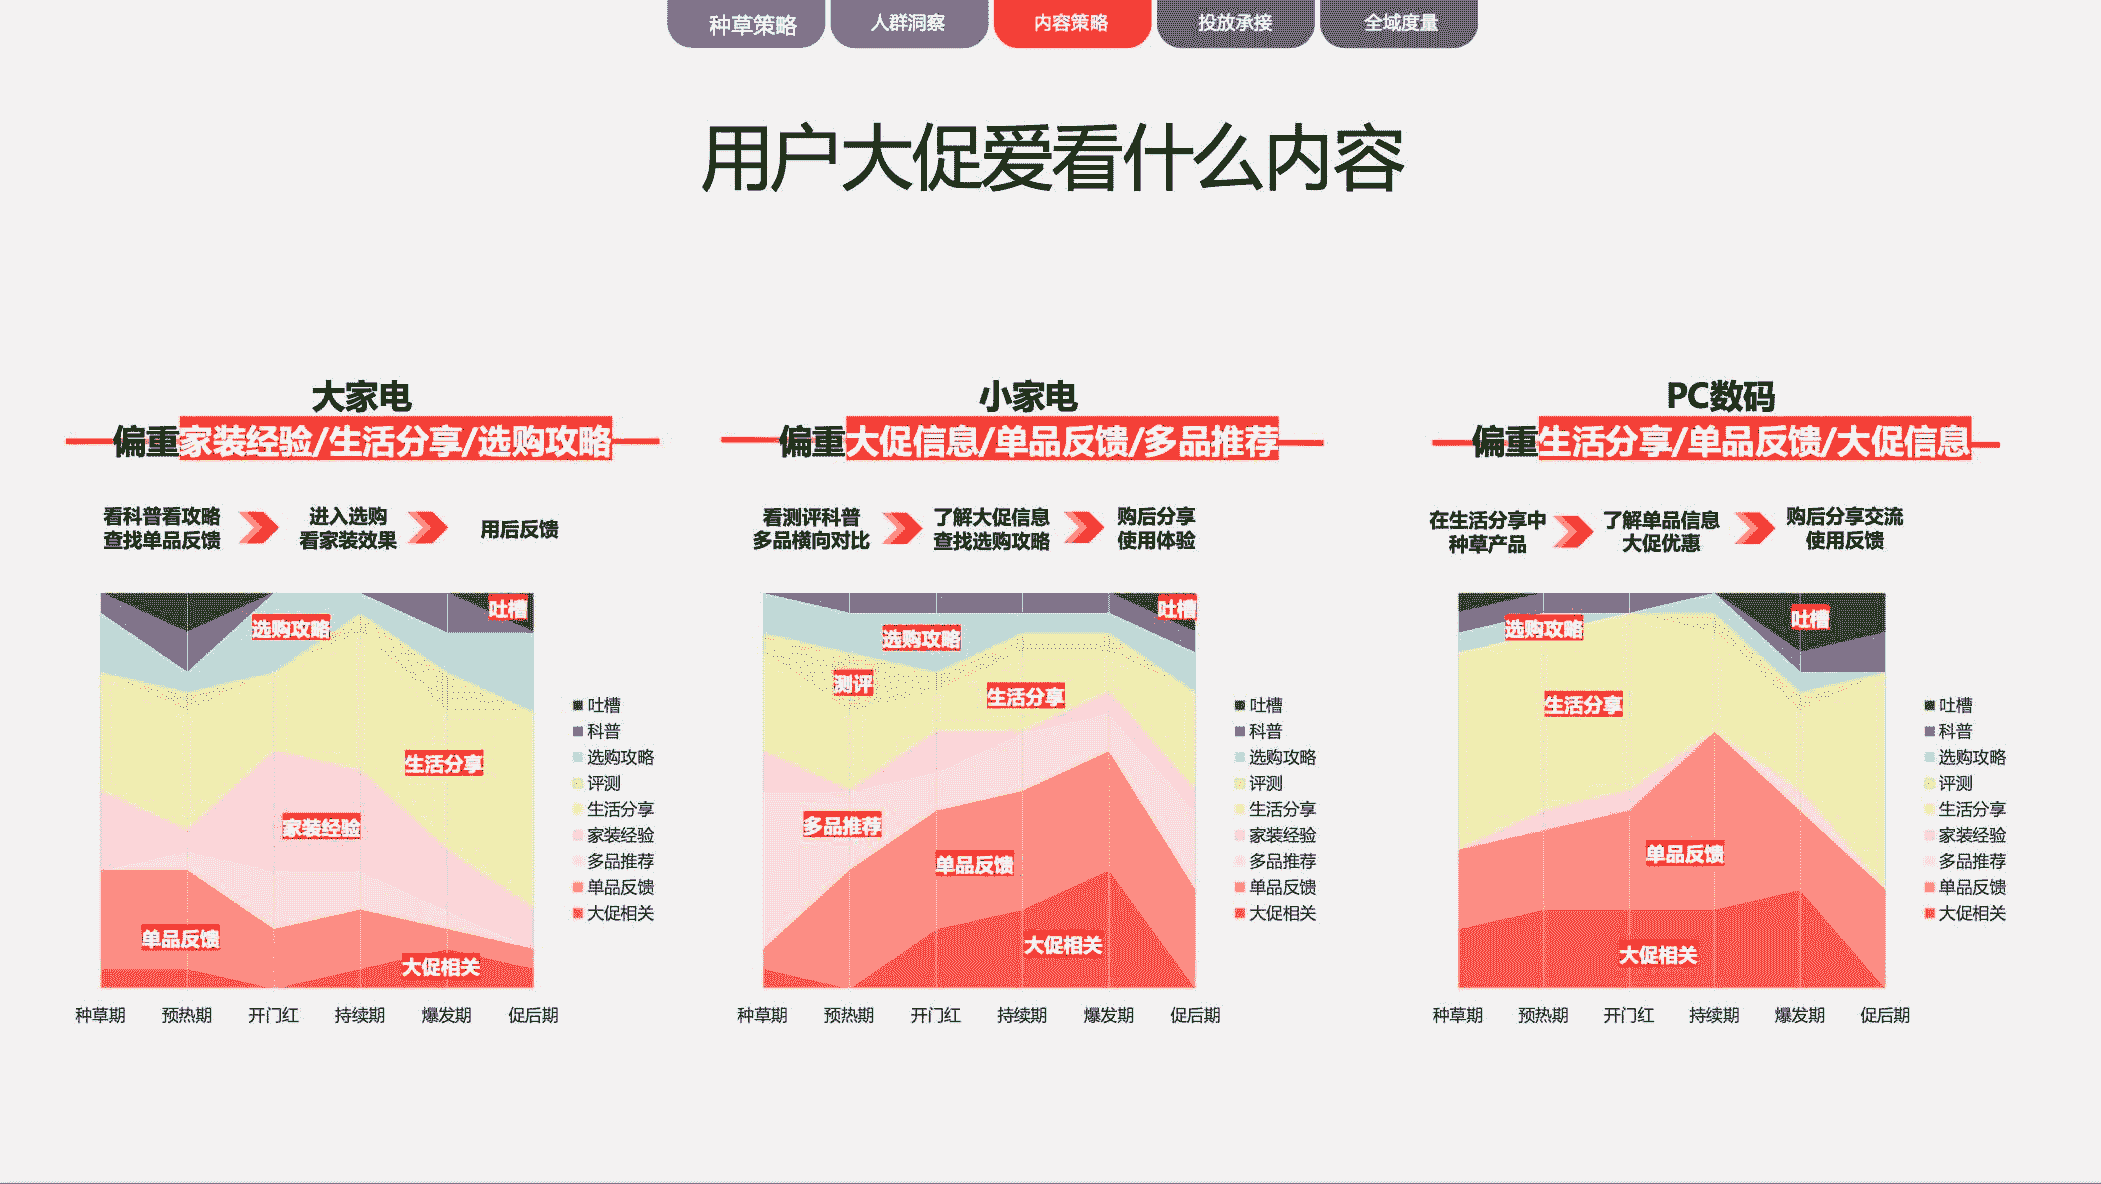 种草策略
人群洞察
内容策略
投放承接
全域度量
用户大促爱看什么内容
大家电
偏重家装经验/生活分享/选购攻略
看科普看攻略
查找单品反馈
进入选购
看家装效果
用后反馈
吐槽
选购攻略
生活分享
家装经验
单品反馈
大促相关
吐槽
科普
选购攻略
评测
生活分享
家装经验
多品推荐
单品反馈
大促相关
种草期
预热期
开门红
持续期
爆发期
促后期
小家电
偏重大促信息/单品反馈/多品推荐
看测评科普
多品横向对比
了解大促信息
查找选购攻略
购后分享
使用体验
吐槽
选购攻略
测评
生活分享
多品推荐
单品反馈
大促相关
吐槽
科普
选购攻略
评测
生活分享
家装经验
多品推荐
单品反馈
大促相关
种草期
预热期
开门红
持续期
爆发期
促后期
PC数码
偏重生活分享/单品反馈/大促信息
在生活分享中
种草产品
了解单品信息
大促优惠
购后分享交流
使用反馈
吐槽
选购攻略
生活分享
单品反馈
大促相关
吐槽
科普
选购攻略
评测
生活分享
家装经验
多品推荐
单品反馈
大促相关
种草期
预热期
开门红
持续期
爆发期
促后期